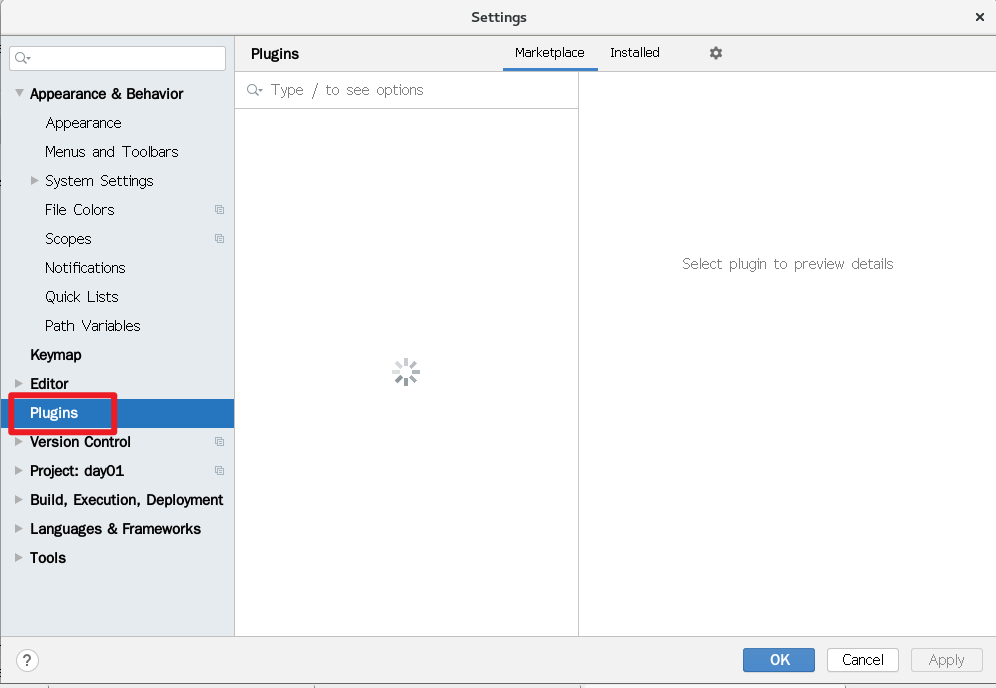 Settings
Plugins
Marketplace
Installed
Type / to see options
Appearance & Behavior
Appearance
Menus and Toolbars
System Settings
File Colors
Scopes
Notifications
Quick Lists
Path Variables
Keymap
Editor
Plugins
Version Control
Project: day01
Build, Execution, Deployment
Languages & Frameworks
Tools
Select plugin to preview details
?
OK
Cancel
Apply